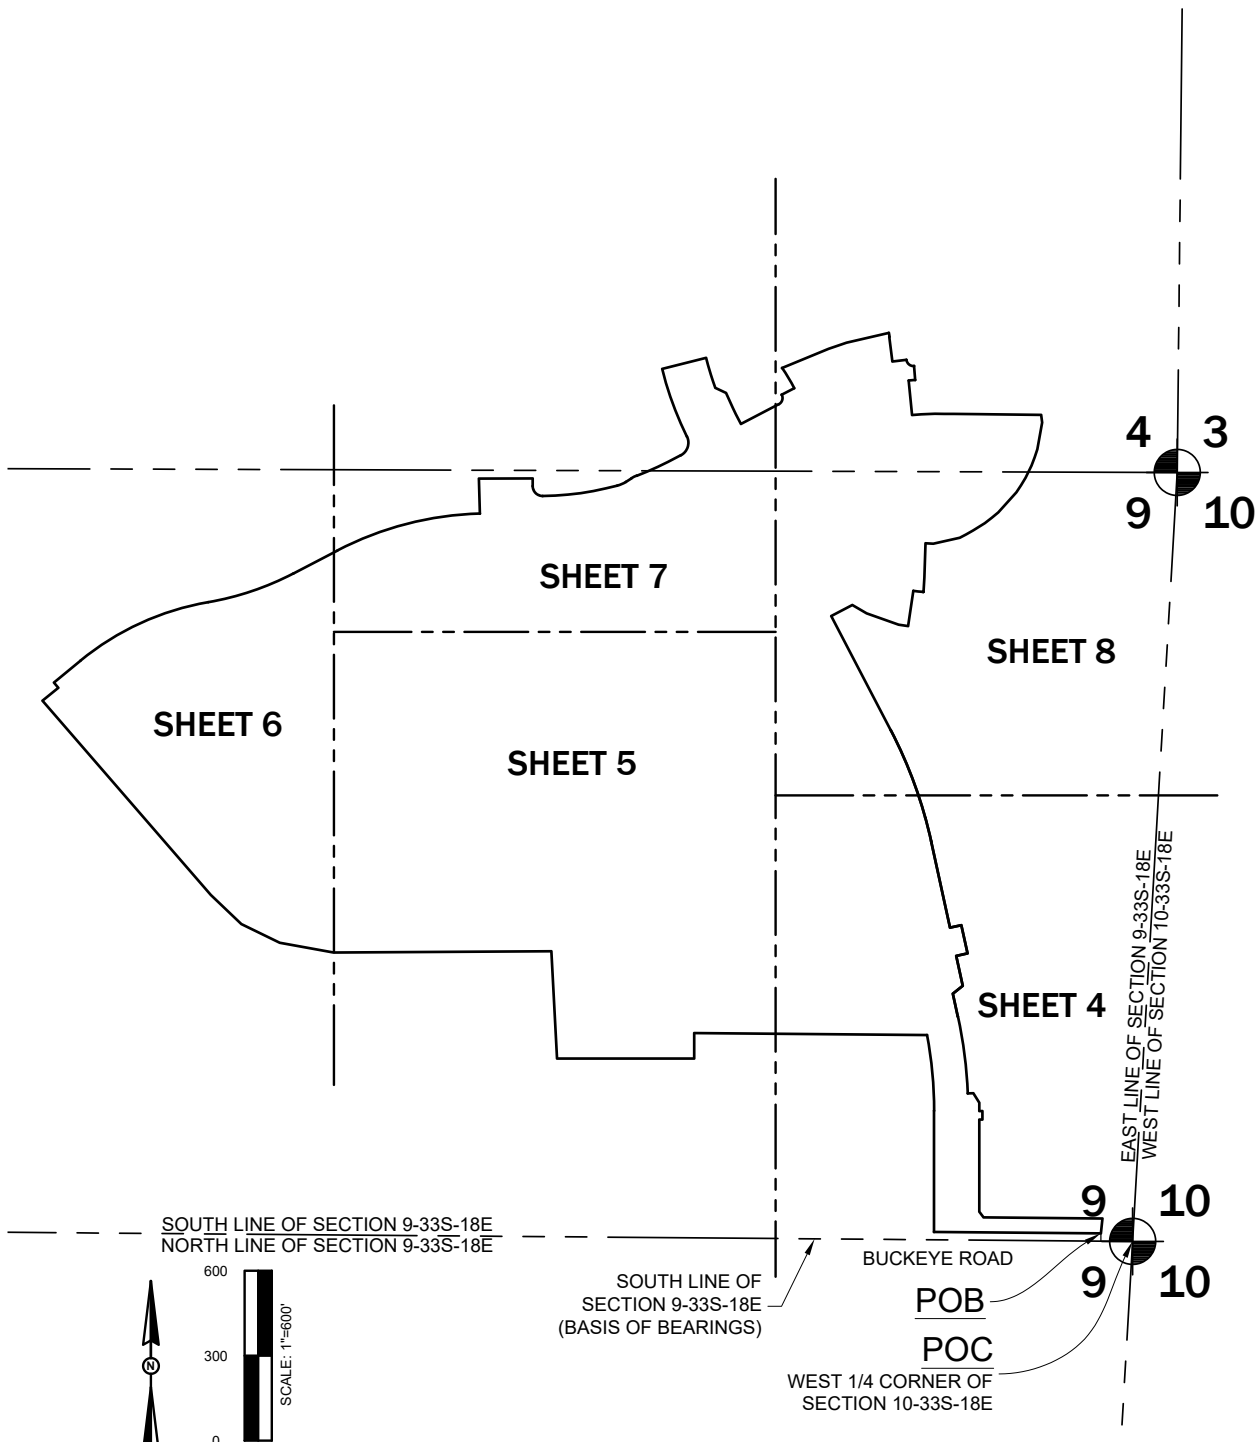 4 3
9 10
SHEET 7
SHEET 8
SHEET 6
SHEET 5
EAST LINE OF SECTION 9-33S-18E
WEST LINE OF SECTION 10-33S-18E
SHEET 4
9 10
9 10
SOUTH LINE OF SECTION 9-33S-18E
NORTH LINE OF SECTION 9-33S-18E
BUCKEYE ROAD
SOUTH LINE OF
SECTION 9-33S-18E
(BASIS OF BEARINGS)
POB
POC
WEST 1/4 CORNER OF
SECTION 10-33S-18E
N
600
300
0
SCALE: 1"=600'